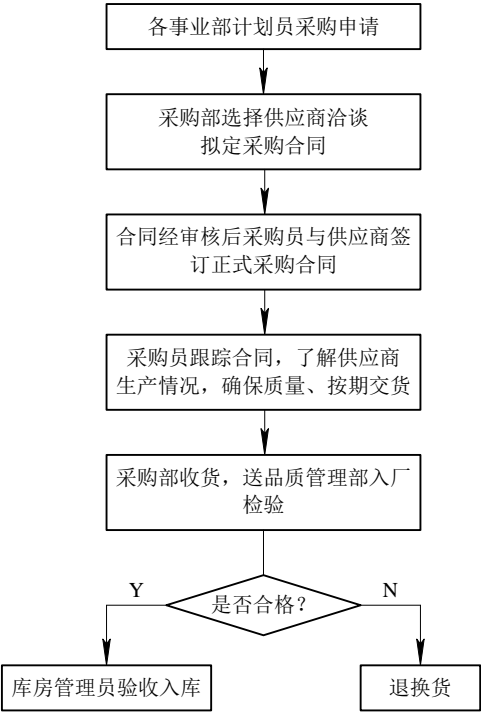 各事业部计划员采购申请
采购部选择供应商洽谈
拟定采购合同
合同经审核后采购员与供应商签
订正式采购合同
采购员跟踪合同，了解供应商
生产情况，确保质量、按期交货
采购部收货，送品质管理部入厂
检验
Y
N
是否合格？
库房管理员验收入库
退换货